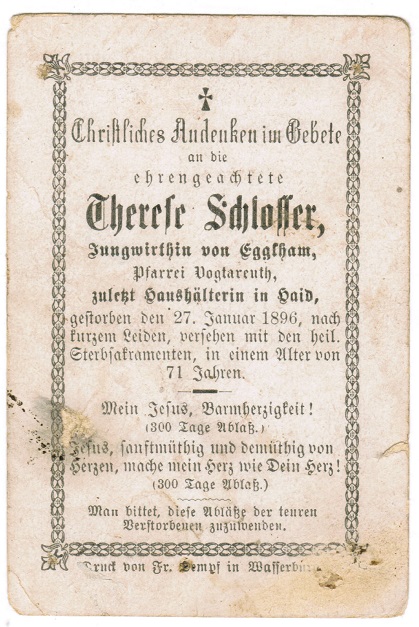 Christliches Andenken im Gebete
an die
ehrengeachtete
Therese Schlosser,
Jungwirthin von Eggkham,
Pfarrei Vogtareuth,
zuletzt Haushälterin in Haid,
gestorben den 27. Januar 1896, nach
kurzem Leiden, versehen mit den heil.
Sterbsakramenten, in einem Alter von
71 Jahren.
Mein Jesus, Barmherzigkeit!
(300 Tage Ablaß.)
Jesus, sanftmüthig und demüthig von
Herzen, mache mein Herz wie Dein Herz!
(300 Tage Ablaß.)
Man bittet, diese Abläße der teuren
Verstorbenen zuzuwenden.
Druck von Fr. Dempf in